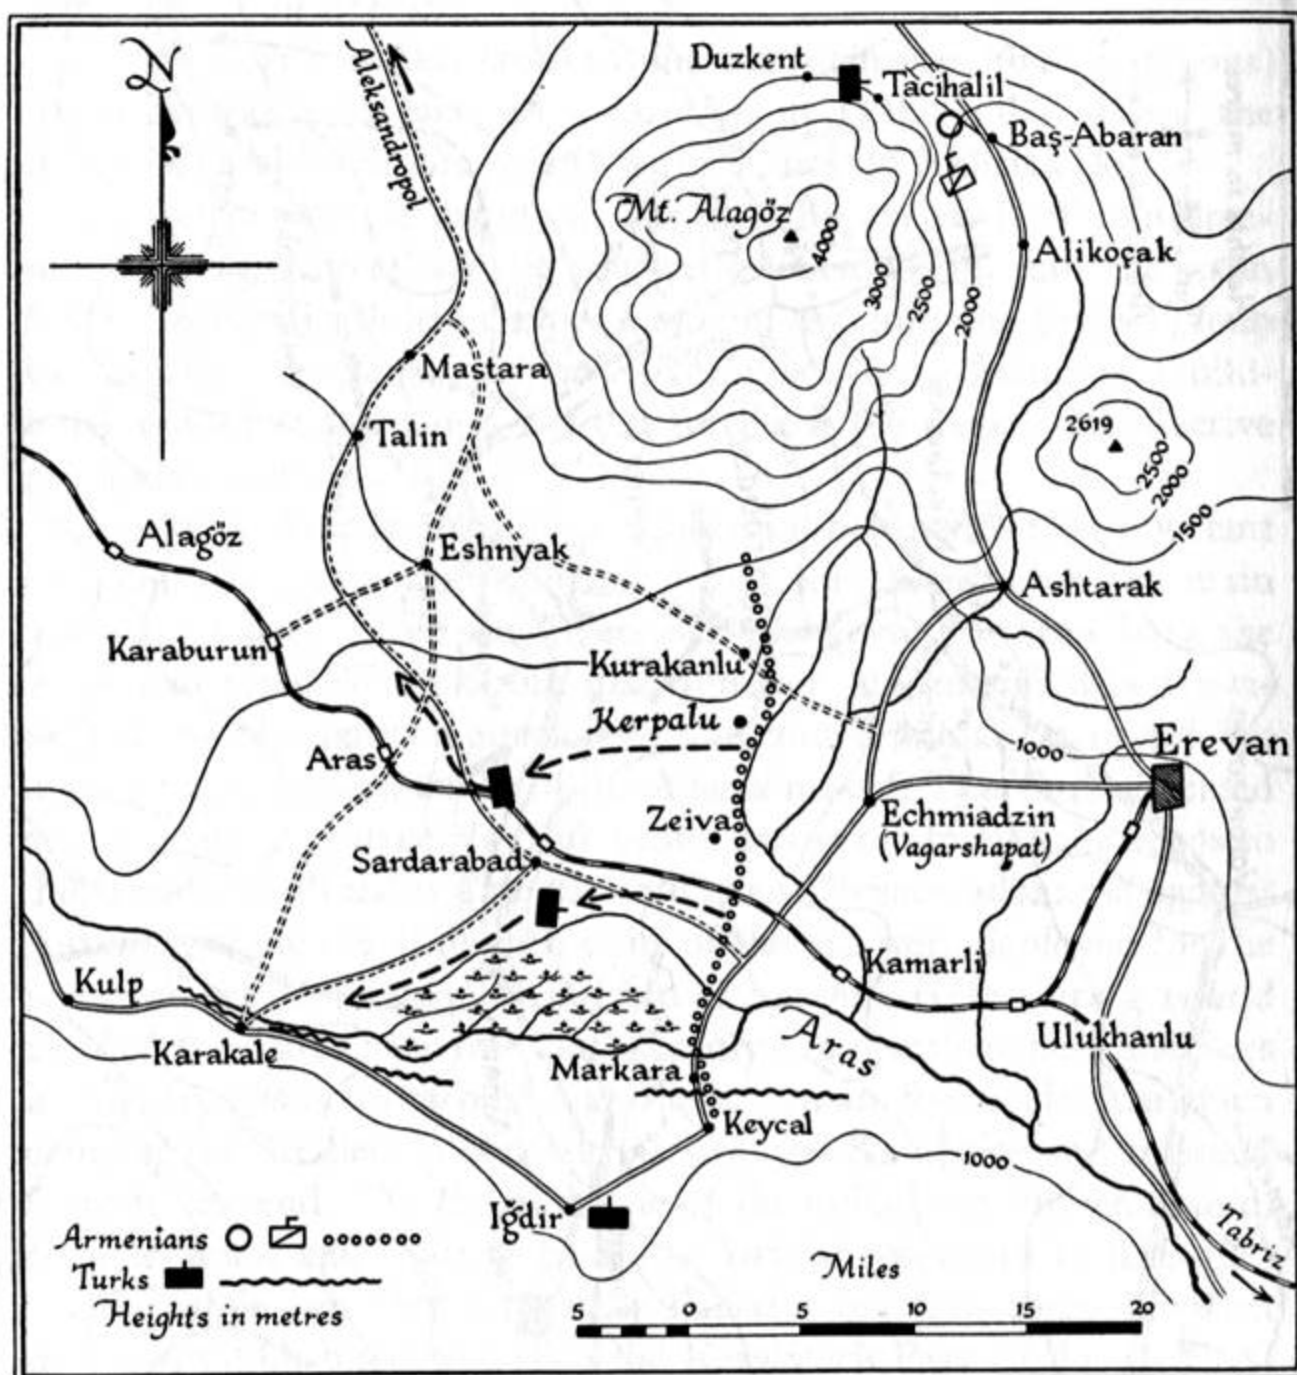 N
Aleksandropol
Duzkent
Tacihalil
Baş-Abaran
Mt. Alagöz
4000
3000
2500
2000
Alikoçak
Mastara
Talin
2619
2500
2000
1500
Alagöz
Eshnyak
Ashtarak
Karaburun
Kurakanlu
Kerpalu
1000
Erevan
Aras
Zeiva
Echmiadzin
(Vagarshapat)
Sardarabad
Kulp
Kamarli
Karakale
Aras
Ulukhanlu
Markara
Keycal
1000
Iğdir
Tabriz
Armenians
Turks
Heights in metres
Miles
5 0 5 10 15 20